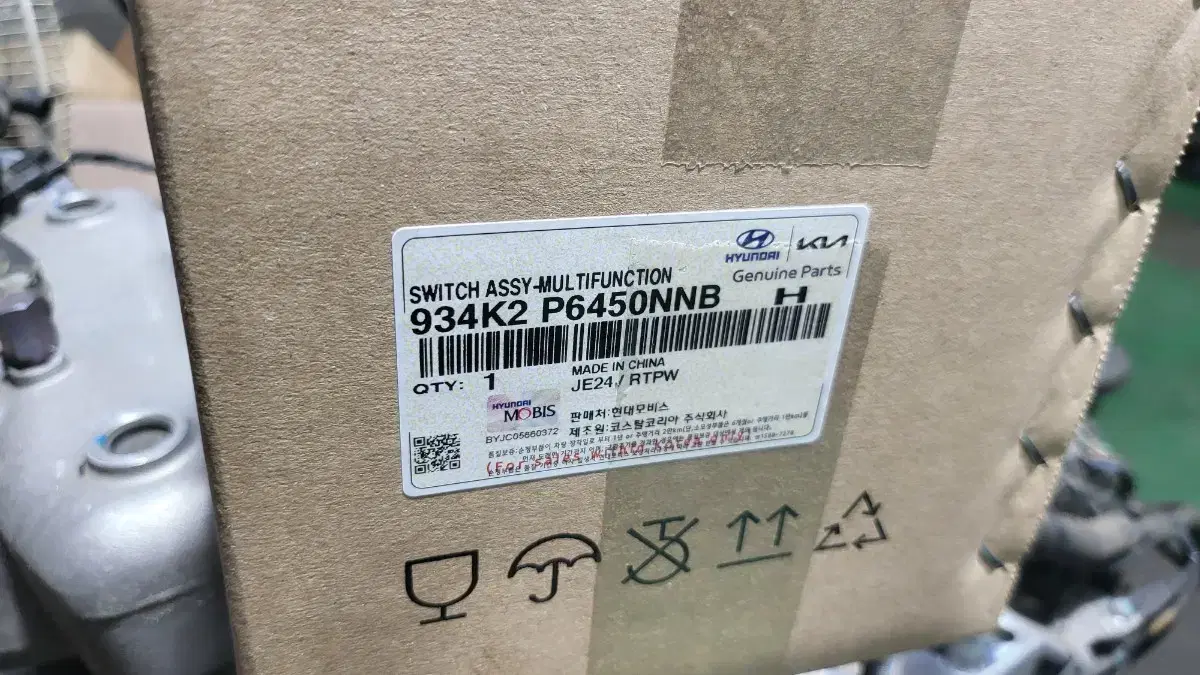 HYUNDAI KIA
Genuine Parts
SWITCH ASSY-MULTIFUNCTION
934K2 P6450NNB H
QTY: 1
MADE IN CHINA
JE24 / RTPW
HYUNDAI
MOBIS
BYJC05660372
판매처:현대모비스
제조원:코스탈코리아 주식회사